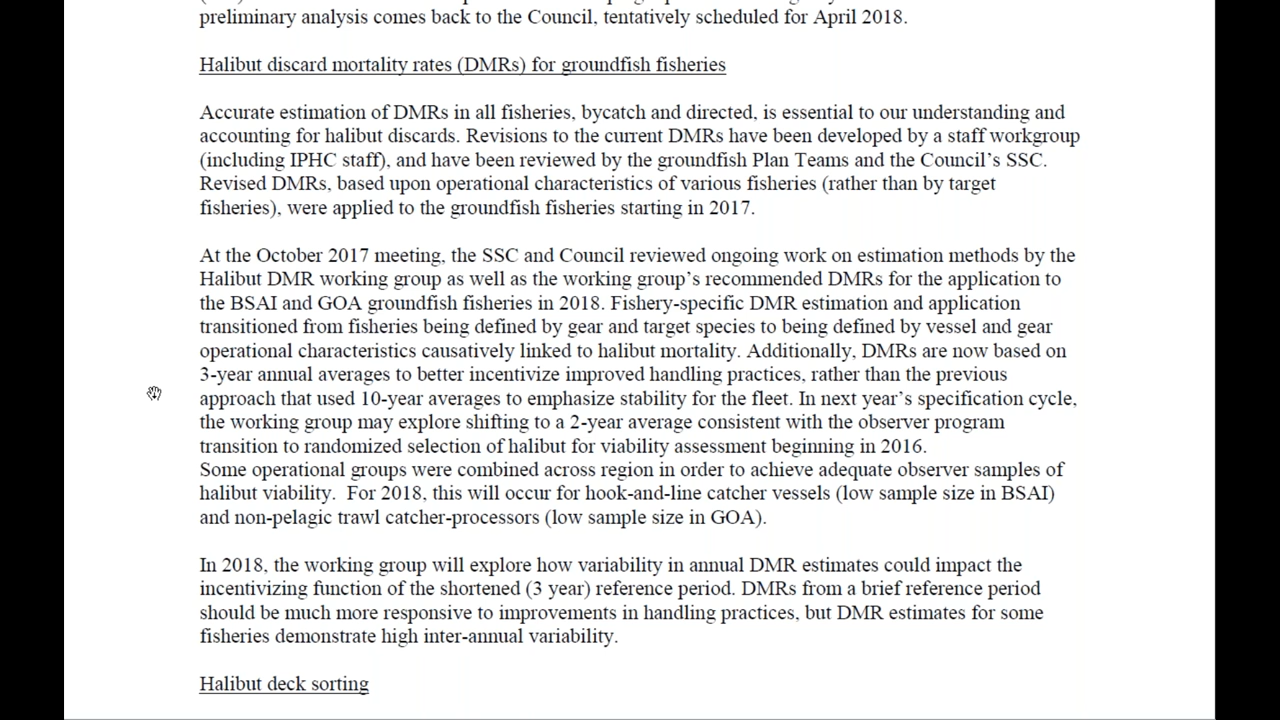 preliminary analysis comes back to the Council, tentatively scheduled for April 2018.
Halibut discard mortality rates (DMRs) for groundfish fisheries
Accurate estimation of DMRs in all fisheries, bycatch and directed, is essential to our understanding and
accounting for halibut discards. Revisions to the current DMRs have been developed by a staff workgroup
(including IPHC staff), and have been reviewed by the groundfish Plan Teams and the Council's SSC.
Revised DMRs, based upon operational characteristics of various fisheries (rather than by target
fisheries), were applied to the groundfish fisheries starting in 2017.
At the October 2017 meeting, the SSC and Council reviewed ongoing work on estimation methods by the
Halibut DMR working group as well as the working group's recommended DMRs for the application to
the BSAI and GOA groundfish fisheries in 2018. Fishery-specific DMR estimation and application
transitioned from fisheries being defined by gear and target species to being defined by vessel and gear
operational characteristics causatively linked to halibut mortality. Additionally, DMRs are now based on
3-year annual averages to better incentivize improved handling practices, rather than the previous
approach that used 10-year averages to emphasize stability for the fleet. In next year's specification cycle,
the working group may explore shifting to a 2-year average consistent with the observer program
transition to randomized selection of halibut for viability assessment beginning in 2016.
Some operational groups were combined across region in order to achieve adequate observer samples of
halibut viability.  For 2018, this will occur for hook-and-line catcher vessels (low sample size in BSAI)
and non-pelagic trawl catcher-processors (low sample size in GOA).
In 2018, the working group will explore how variability in annual DMR estimates could impact the
incentivizing function of the shortened (3 year) reference period. DMRs from a brief reference period
should be much more responsive to improvements in handling practices, but DMR estimates for some
fisheries demonstrate high inter-annual variability.
Halibut deck sorting